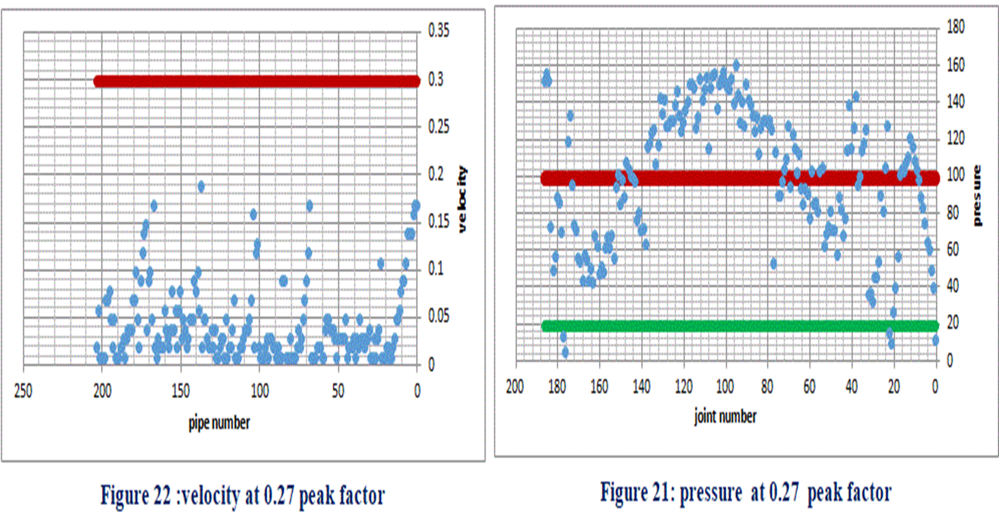 0.35
0.3
0.25
0.2
0.15
0.1
0.05
0
velocity
250 200 150 100 50 0
pipe number
Figure 22 :velocity at 0.27 peak factor
180
160
140
120
100
80
60
40
20
0
pressure
200 180 160 140 120 100 80 60 40 20 0
joint number
Figure 21: pressure at 0.27 peak factor